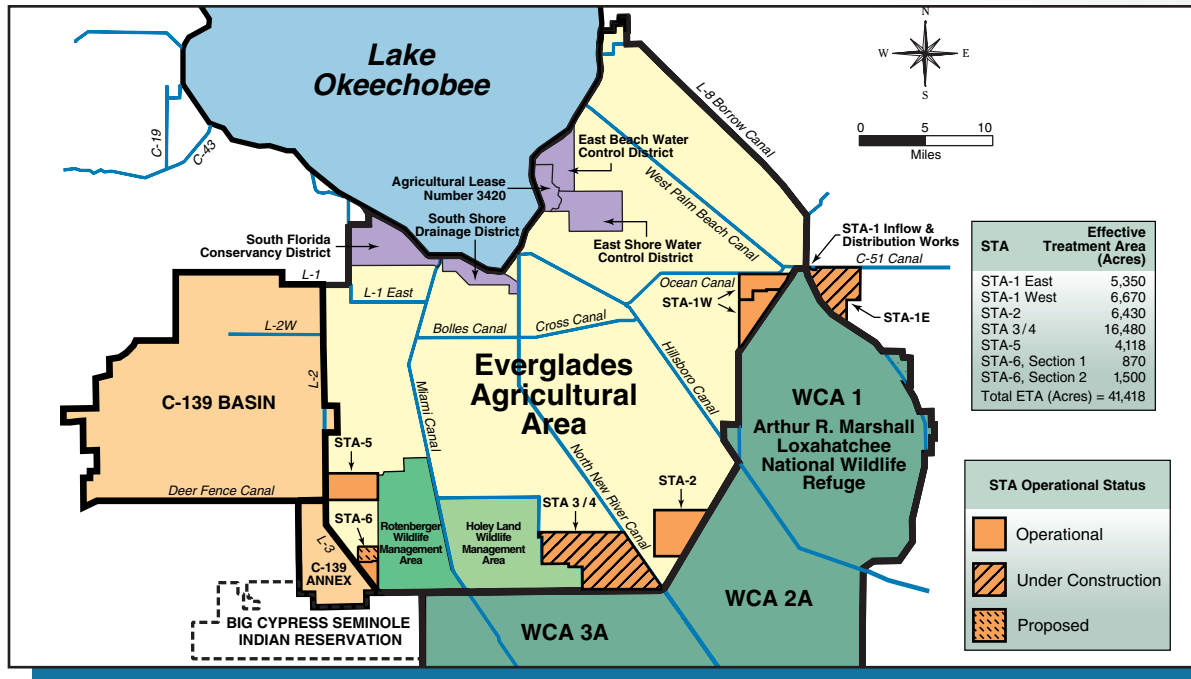 Lake
Okeechobee
N
W
E
S
0
5
10
Miles
C-19
C-43
L-8 Borrow Canal
East Beach Water
Control District
Agricultural Lease
Number 3420
South Shore
Drainage District
West Palm Beach Canal
South Florida
Conservancy District
East Shore Water
Control District
STA-1 Inflow &
Distribution Works
C-51 Canal
L-1
L-1 East
Ocean Canal
STA-1W
STA-1E
L-2W
Bolles Canal
Cross Canal
L-2
Hillsboro Canal
Everglades
Agricultural
Area
C-139 BASIN
Miami Canal
WCA 1
Arthur R. Marshall
Loxahatchee
National Wildlife
Refuge
STA-5
Deer Fence Canal
North New River Canal
STA-2
STA 3 / 4
STA-6
Rotenberger
Wildlife
Management
Area
Holey Land
Wildlife
Management
Area
L-3
C-139
ANNEX
WCA 2A
BIG CYPRESS SEMINOLE
INDIAN RESERVATION
WCA 3A
STA Effective Treatment Area (Acres)
STA-1 East 5,350
STA-1 West 6,670
STA-2 6,430
STA 3 / 4 16,480
STA-5 4,118
STA-6, Section 1 870
STA-6, Section 2 1,500
Total ETA (Acres) = 41,418
STA Operational Status
Operational
Under Construction
Proposed